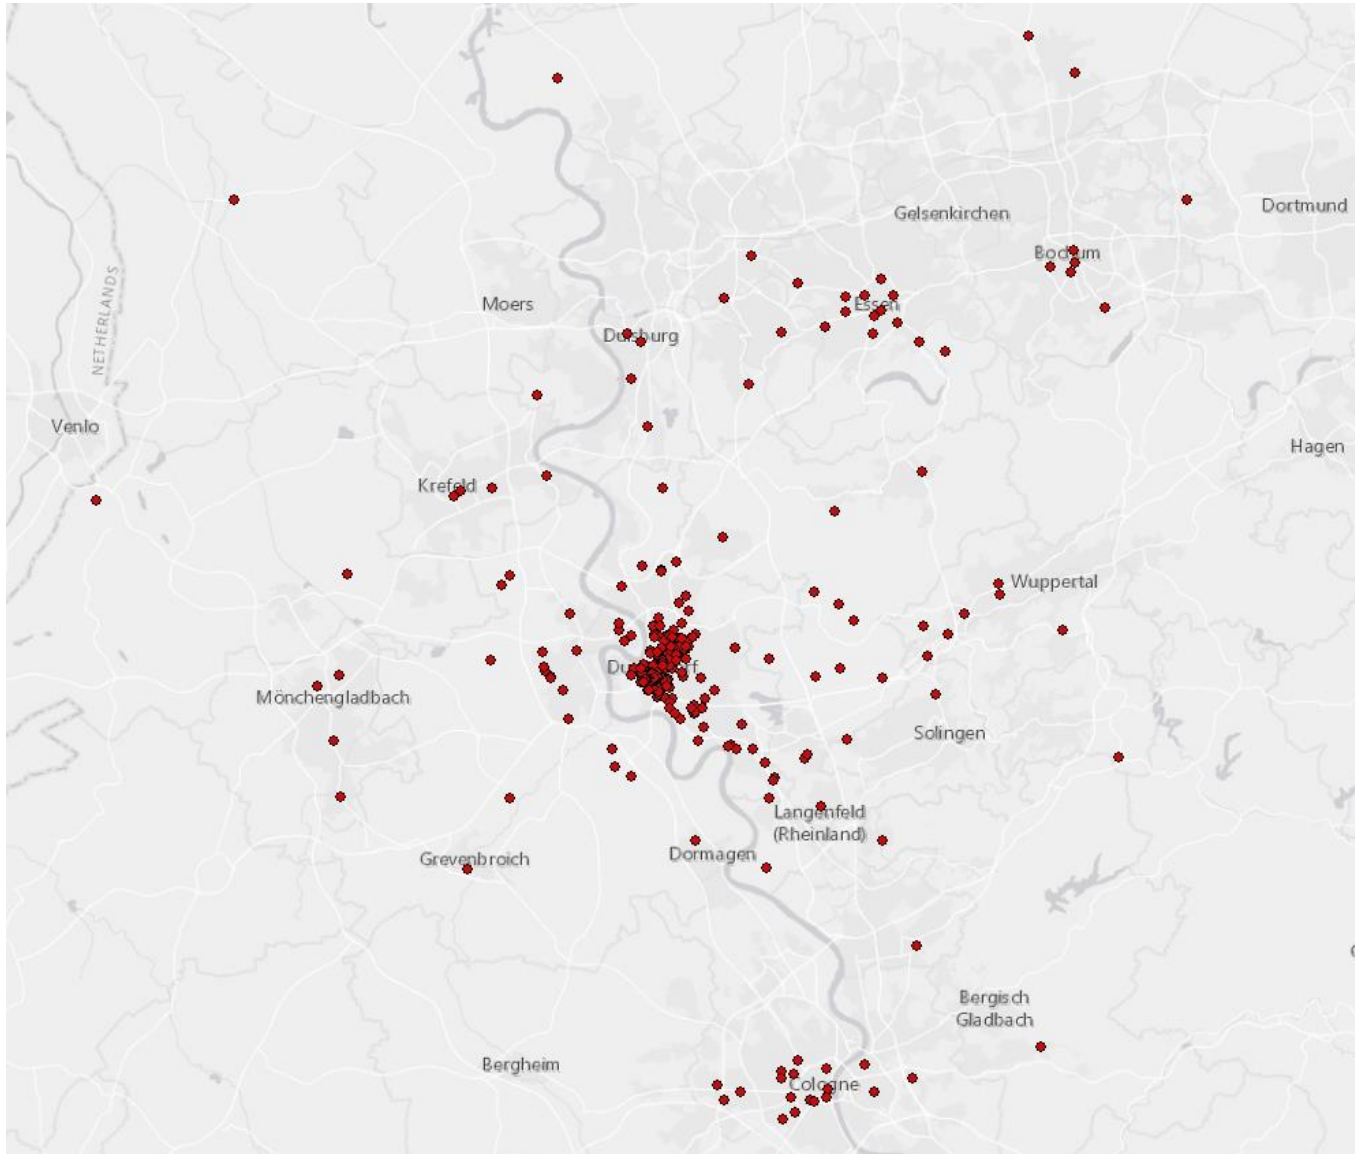 Gelsenkirchen
Dortmund
Bochum
NETHERLANDS
Moers
Essen
Duisburg
Venlo
Hagen
Krefeld
Wuppertal
Mönchengladbach
Solingen
Langenfeld
(Rheinland)
Grevenbroich
Dormagen
Bergisch
Gladbach
Bergheim
Cologne